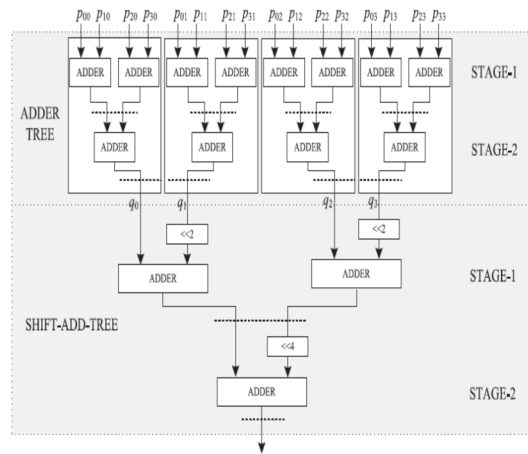 p00 p10 p20 p30 p01 p11 p21 p31 p02 p12 p22 p32 p03 p13 p23 p33
ADDER ADDER ADDER ADDER ADDER ADDER ADDER ADDER STAGE-1
ADDER
TREE
ADDER ADDER ADDER ADDER STAGE-2
q0 q1 q2 q3
<<2 <<2
ADDER ADDER STAGE-1
SHIFT-ADD-TREE
<<4
ADDER STAGE-2